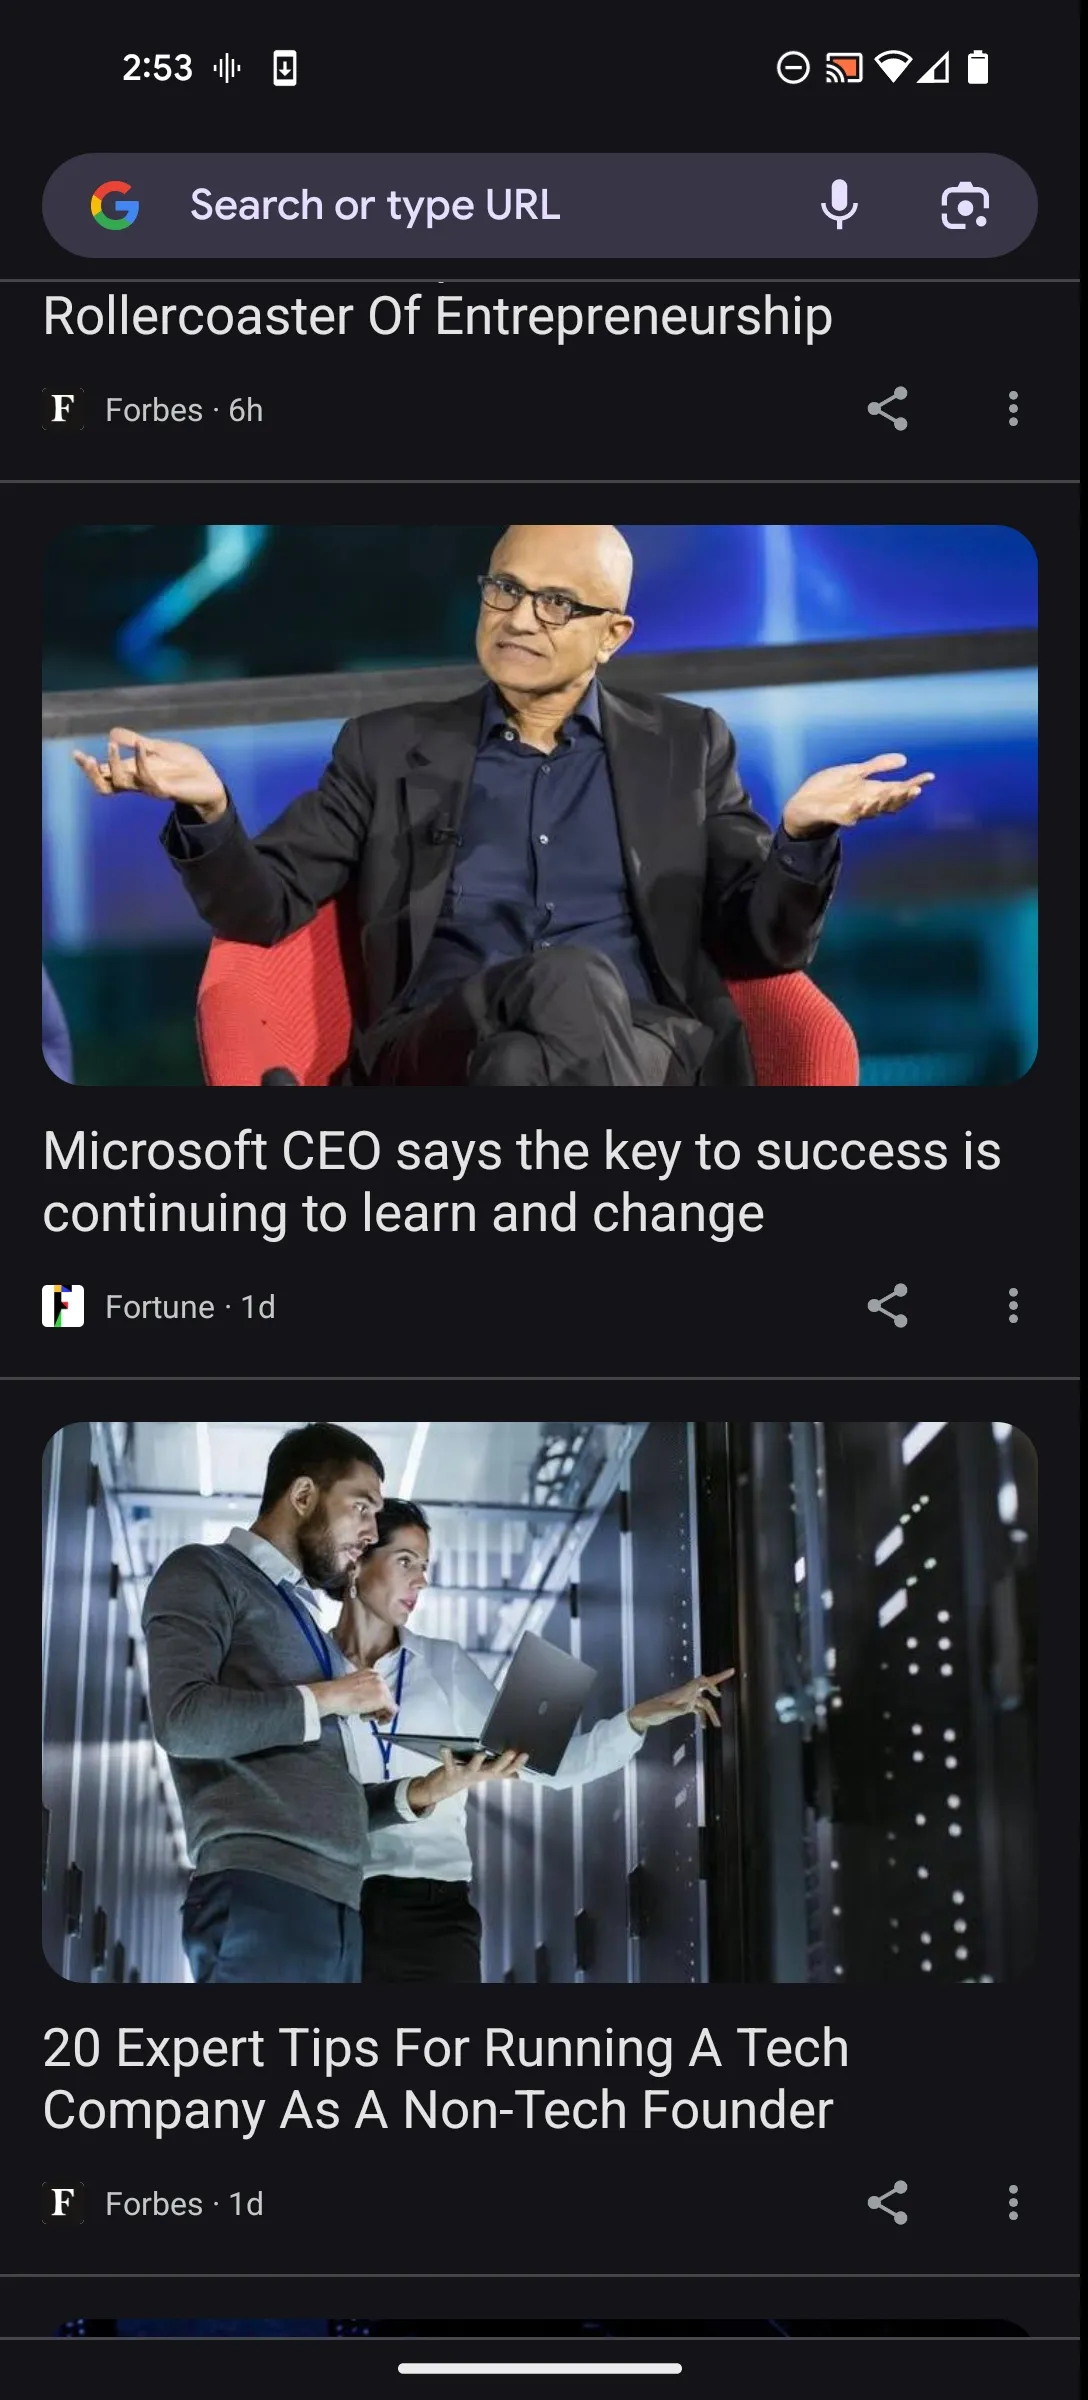 2:53
Search or type URL
Rollercoaster Of Entrepreneurship
F Forbes · 6h
Microsoft CEO says the key to success is
continuing to learn and change
F Fortune · 1d
20 Expert Tips For Running A Tech
Company As A Non-Tech Founder
F Forbes · 1d